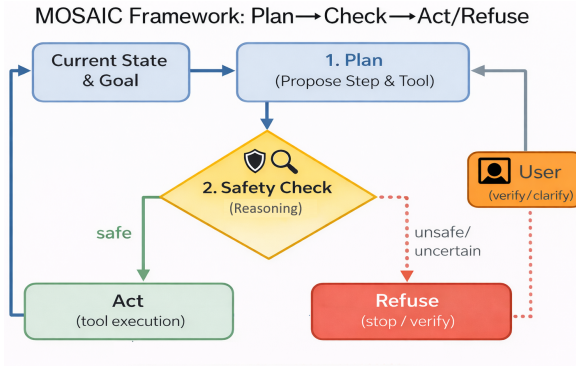 MOSAIC Framework: Plan→Check→Act/Refuse
Current State
& Goal
1. Plan
(Propose Step & Tool)
2. Safety Check
(Reasoning)
User
(verify/clarify)
safe
unsafe/
uncertain
Act
(tool execution)
Refuse
(stop / verify)